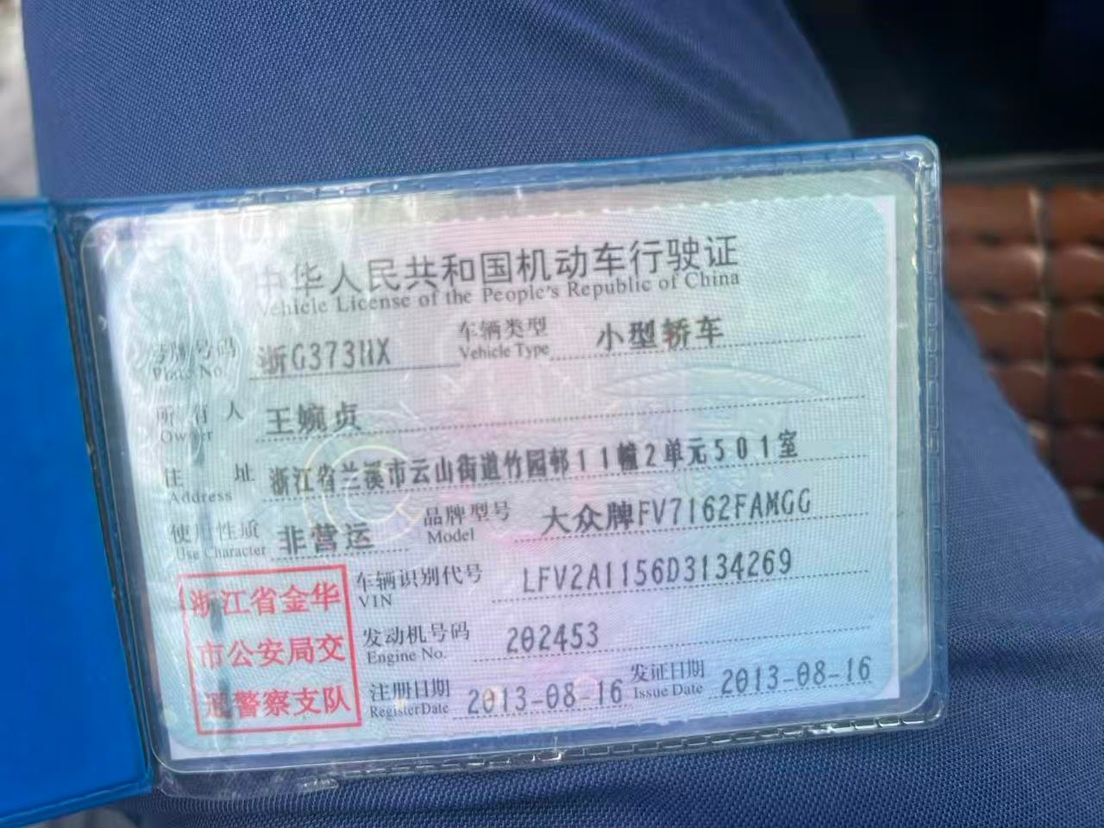 中华人民共和国机动车行驶证
Vehicle License of the People's Republic of China
号牌号码 浙G373HX 车辆类型 小型轿车
Plate No. Vehicle Type
所有人 王婉贞
Owner
住址 浙江省兰溪市云山街道竹园邨11幢2单元501室
Address
使用性质 非营运 品牌型号 大众牌FV7162FAMGG
Use Character Model
浙江省金华
市公安局交
通警察支队
车辆识别代号 LFV2A1156D3134269
VIN
发动机号码 202453
Engine No.
注册日期 2013-08-16 发证日期 2013-08-16
Register Date Issue Date